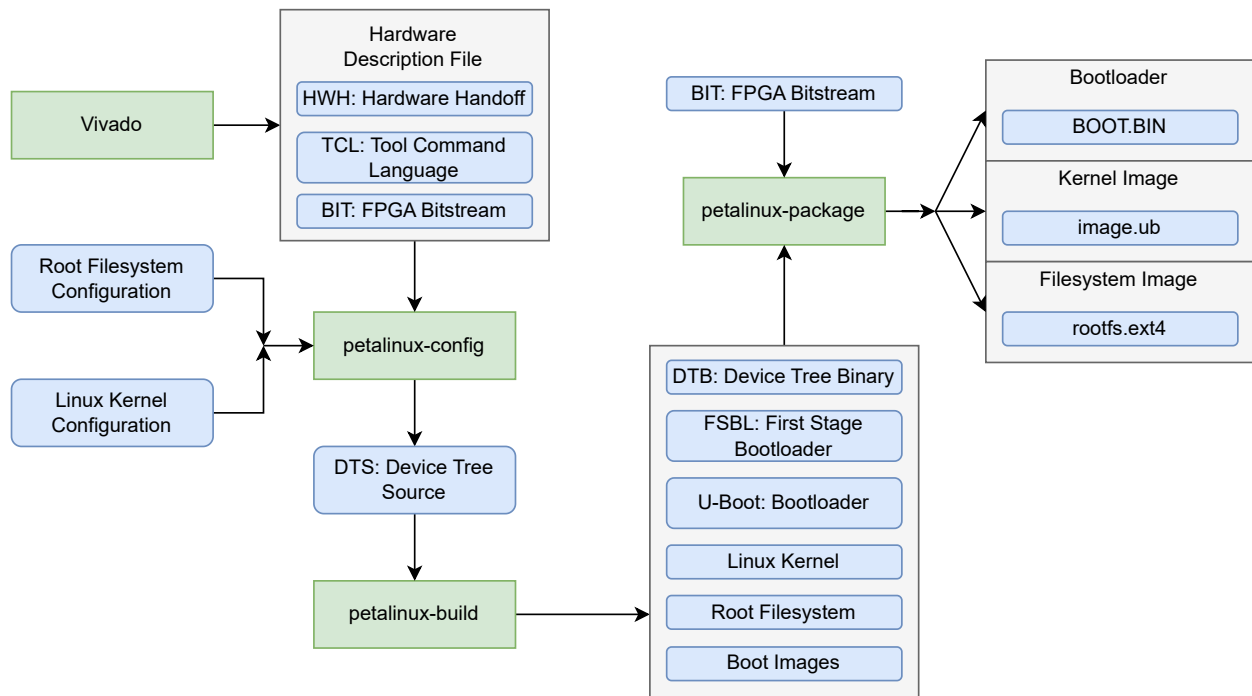 Hardware
Description File
HWH: Hardware Handoff
TCL: Tool Command
Language
BIT: FPGA Bitstream
Vivado
Root Filesystem
Configuration
Linux Kernel
Configuration
petalinux-config
DTS: Device Tree
Source
petalinux-build
BIT: FPGA Bitstream
petalinux-package
DTB: Device Tree Binary
FSBL: First Stage
Bootloader
U-Boot: Bootloader
Linux Kernel
Root Filesystem
Boot Images
Bootloader
BOOT.BIN
Kernel Image
image.ub
Filesystem Image
rootfs.ext4